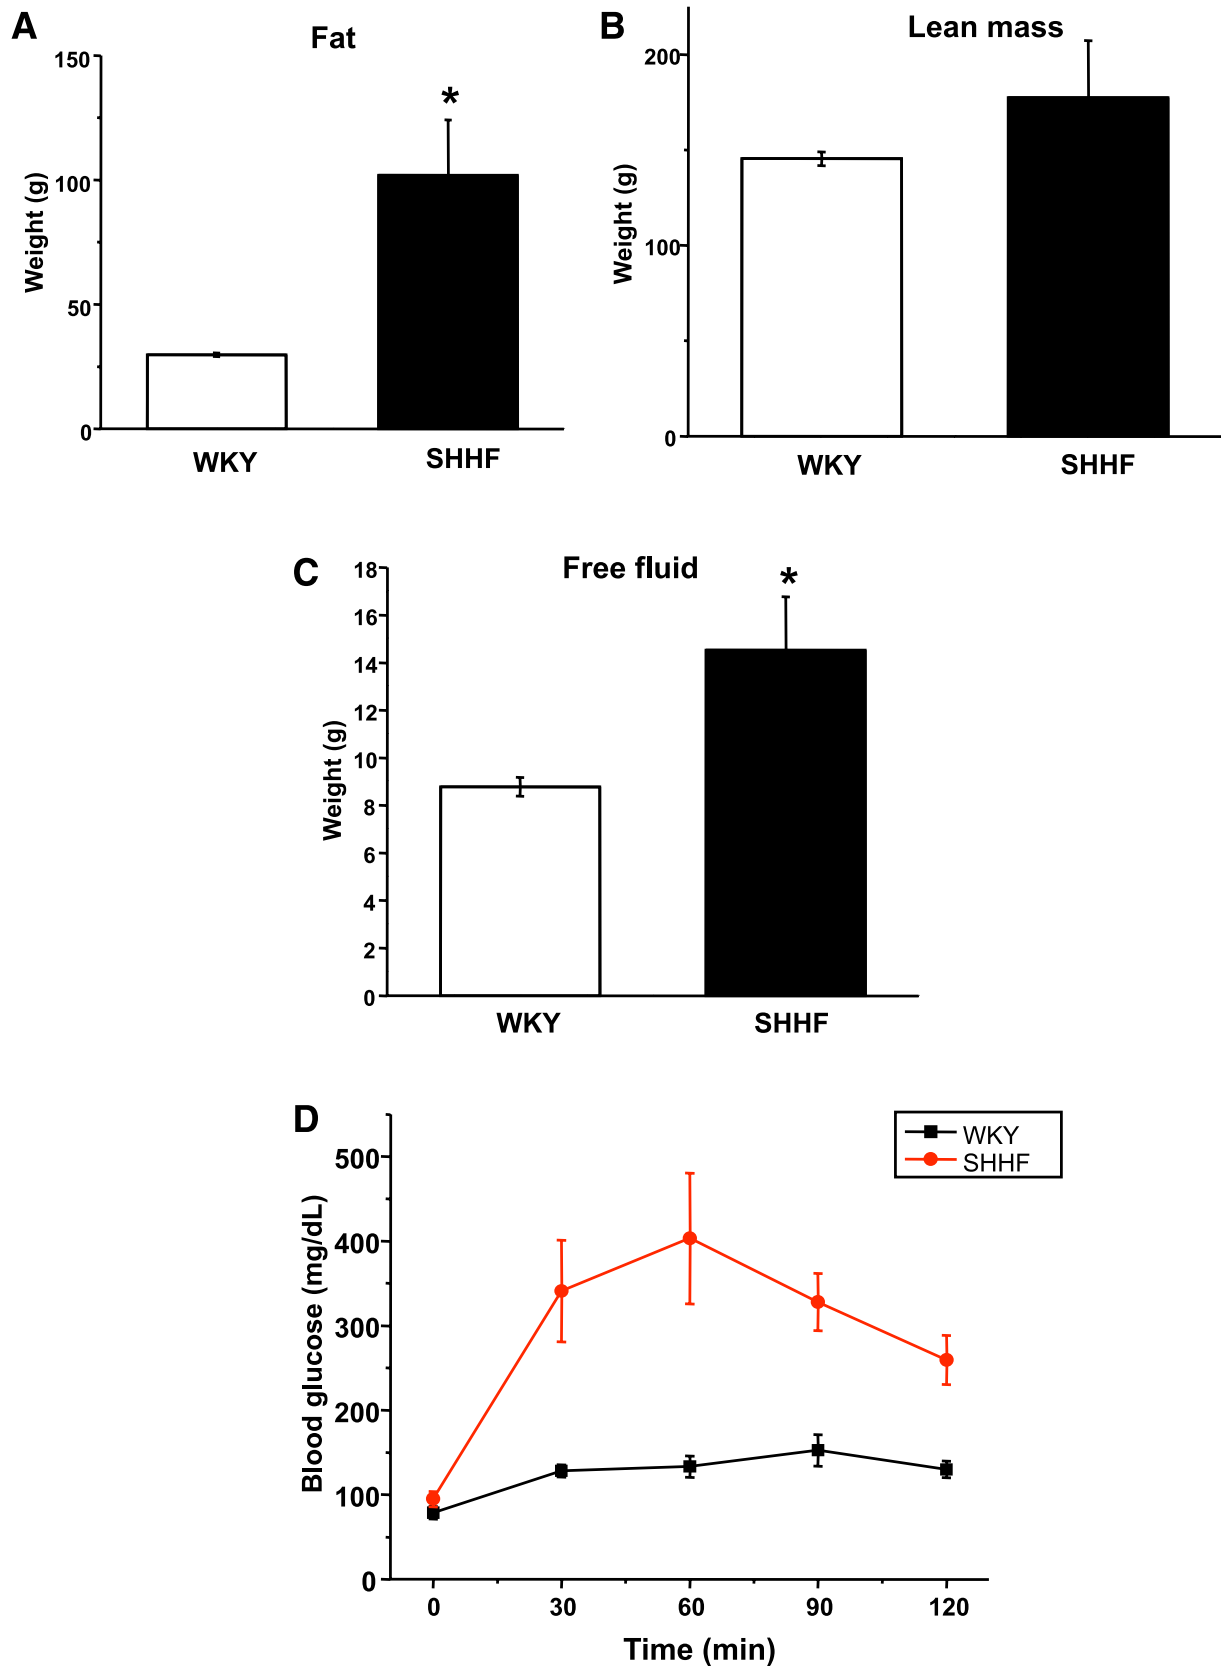 A
Fat
150
100
50
0
Weight (g)
*
WKY
SHHF
B
Lean mass
200
100
0
Weight (g)
WKY
SHHF
C
Free fluid
18
16
14
12
10
8
6
4
2
0
Weight (g)
*
WKY
SHHF
D
WKY
SHHF
500
400
300
200
100
0
Blood glucose (mg/dL)
0 30 60 90 120
Time (min)